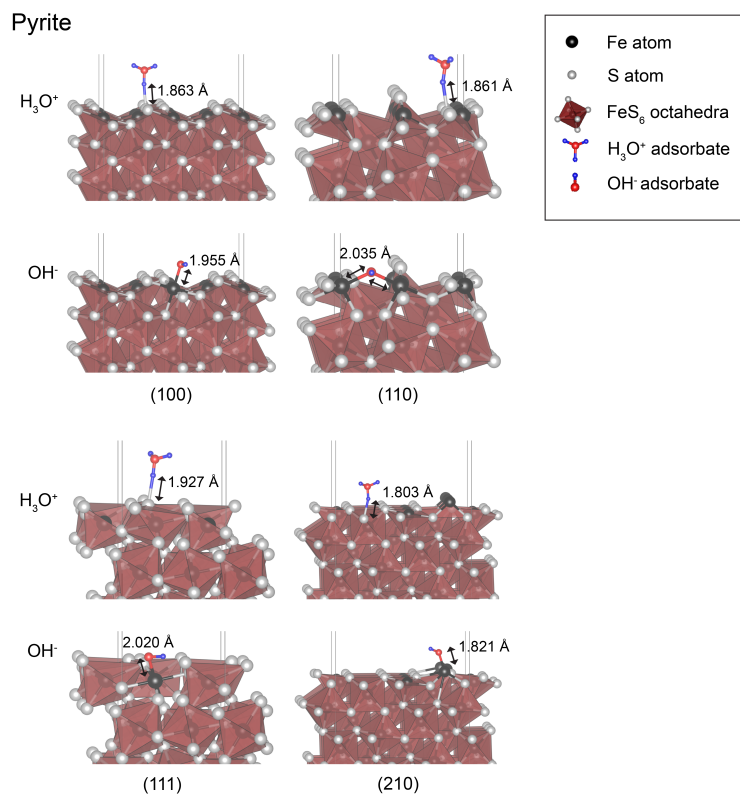 Pyrite
Fe atom
S atom
FeS₆ octahedra
H₃O⁺ adsorbate
OH⁻ adsorbate
H₃O⁺
1.863 Å
1.861 Å
OH⁻
1.955 Å
2.035 Å
(100)
(110)
H₃O⁺
1.927 Å
1.803 Å
OH⁻
2.020 Å
1.821 Å
(111)
(210)